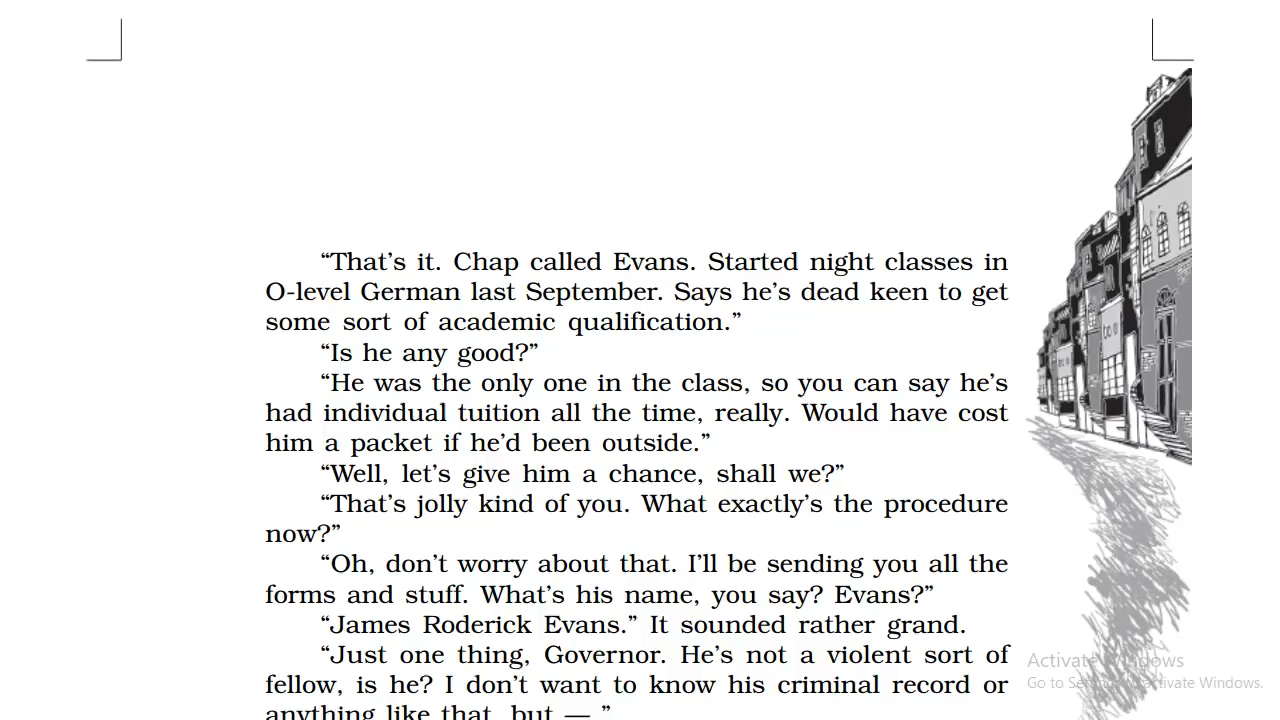 “That’s it. Chap called Evans. Started night classes in
O-level German last September. Says he’s dead keen to get
some sort of academic qualification.”
“Is he any good?”
“He was the only one in the class, so you can say he’s
had individual tuition all the time, really. Would have cost
him a packet if he’d been outside.”
“Well, let’s give him a chance, shall we?”
“That’s jolly kind of you. What exactly’s the procedure
now?”
“Oh, don’t worry about that. I’ll be sending you all the
forms and stuff. What’s his name, you say? Evans?”
“James Roderick Evans.” It sounded rather grand.
“Just one thing, Governor. He’s not a violent sort of
fellow, is he? I don’t want to know his criminal record or
anything like that, but — ”
Activate Windows
Go to Settings to activate Windows.